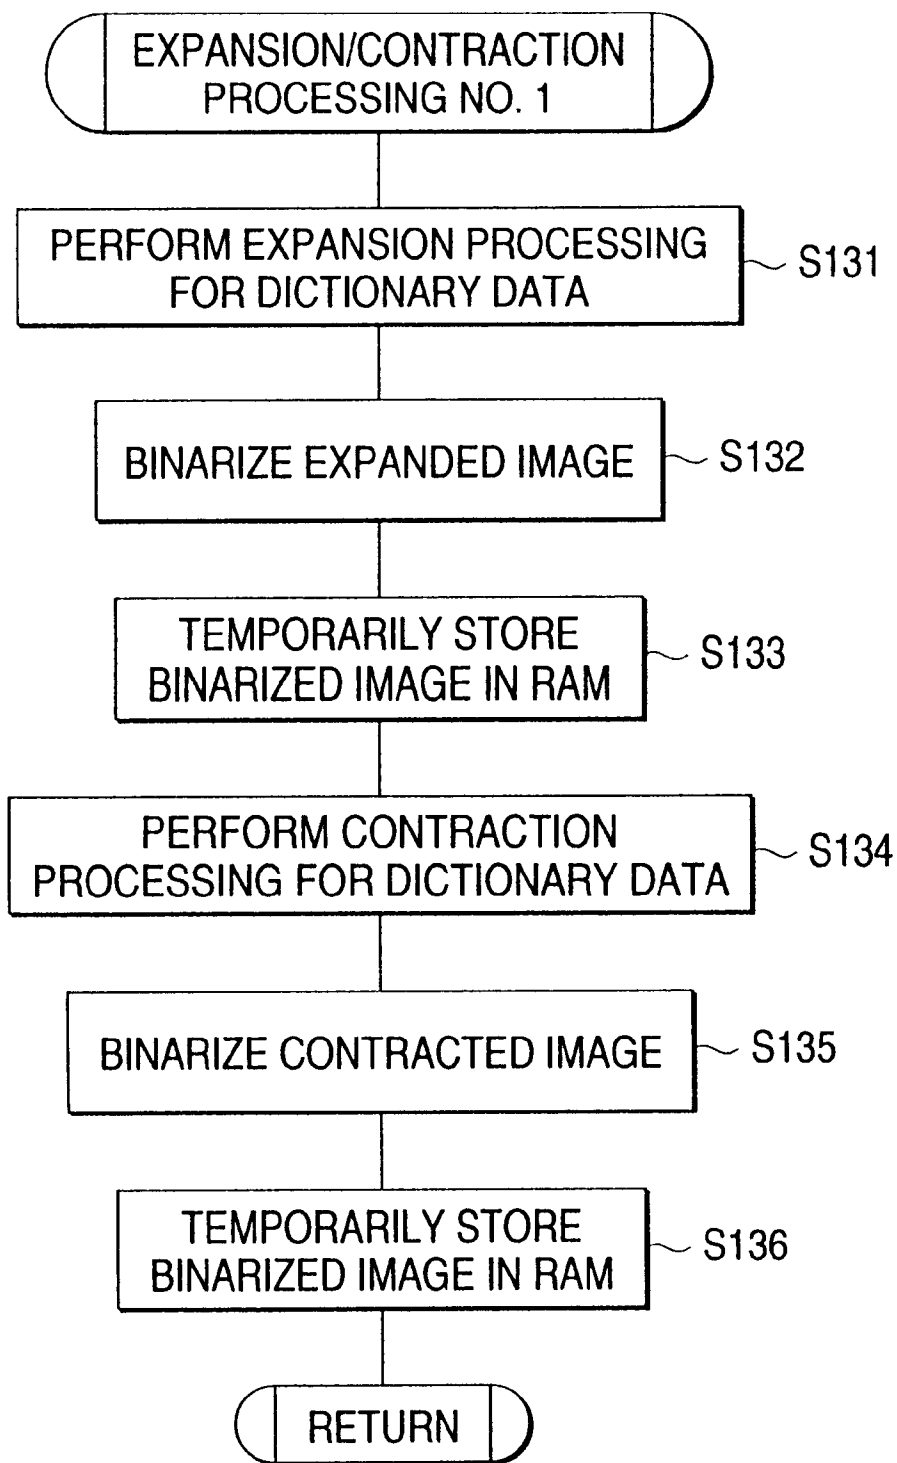 EXPANSION/CONTRACTION
PROCESSING NO. 1
PERFORM EXPANSION PROCESSING
FOR DICTIONARY DATA
S131
BINARIZE EXPANDED IMAGE
S132
TEMPORARILY STORE
BINARIZED IMAGE IN RAM
S133
PERFORM CONTRACTION
PROCESSING FOR DICTIONARY DATA
S134
BINARIZE CONTRACTED IMAGE
S135
TEMPORARILY STORE
BINARIZED IMAGE IN RAM
S136
RETURN